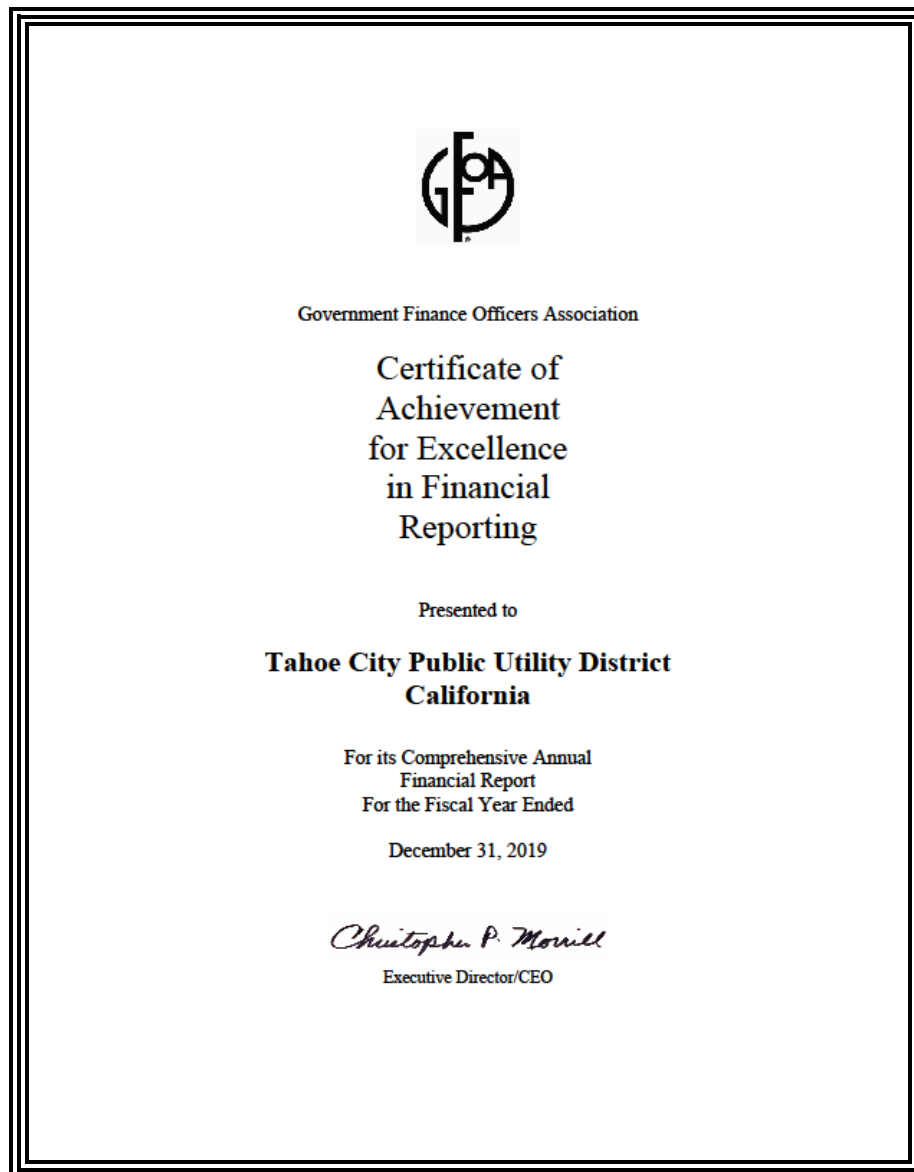 GFOA
®
Government Finance Officers Association
Certificate of
Achievement
for Excellence
in Financial
Reporting
Presented to
Tahoe City Public Utility District
California
For its Comprehensive Annual
Financial Report
For the Fiscal Year Ended
December 31, 2019
Christopher P. Morrill
Executive Director/CEO